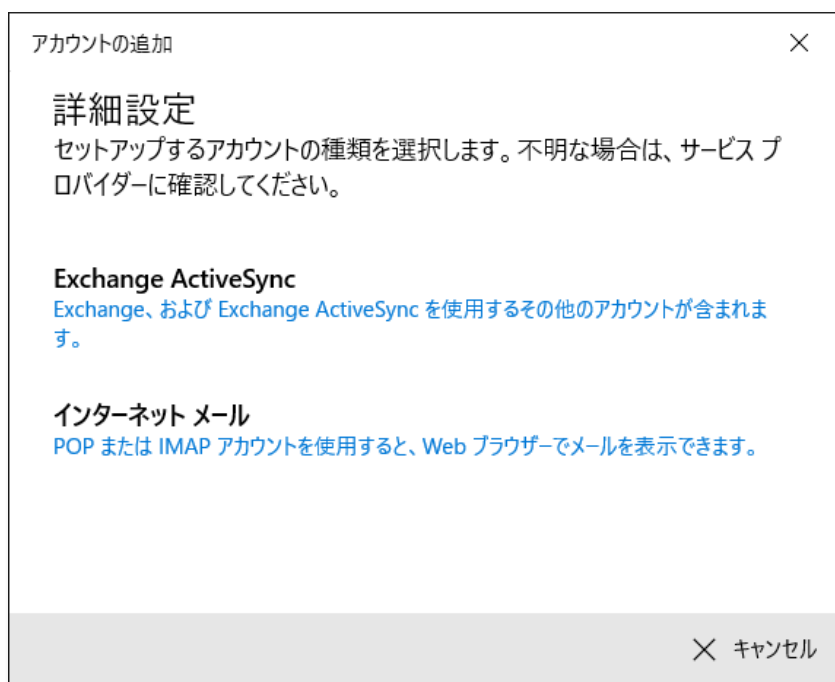 アカウントの追加
詳細設定
セットアップするアカウントの種類を選択します。不明な場合は、サービス プ
ロバイダーに確認してください。
Exchange ActiveSync
Exchange、および Exchange ActiveSync を使用するその他のアカウントが含まれま
す。
インターネット メール
POP または IMAP アカウントを使用すると、Web ブラウザーでメールを表示できます。
キャンセル